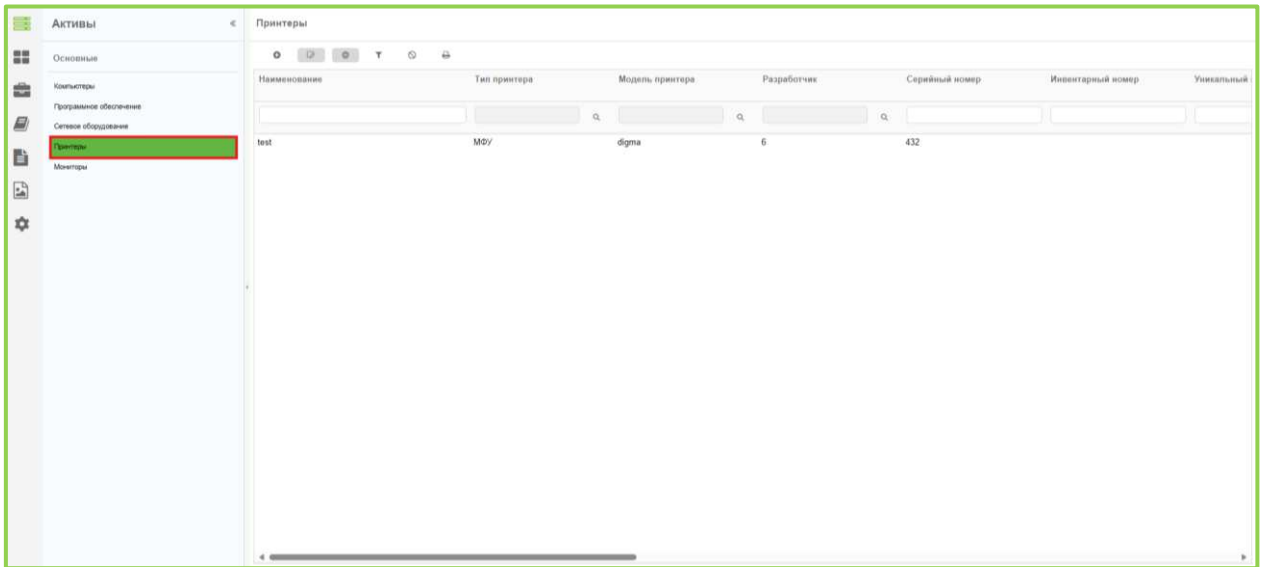 Активы
«
Принтеры
Основные
Компьютеры
Программное обеспечение
Сетевое оборудование
Принтеры
Мониторы
Наименование Тип принтера Модель принтера Разработчик Серийный номер Инвентарный номер Уникальный
test МФУ digma 6 432